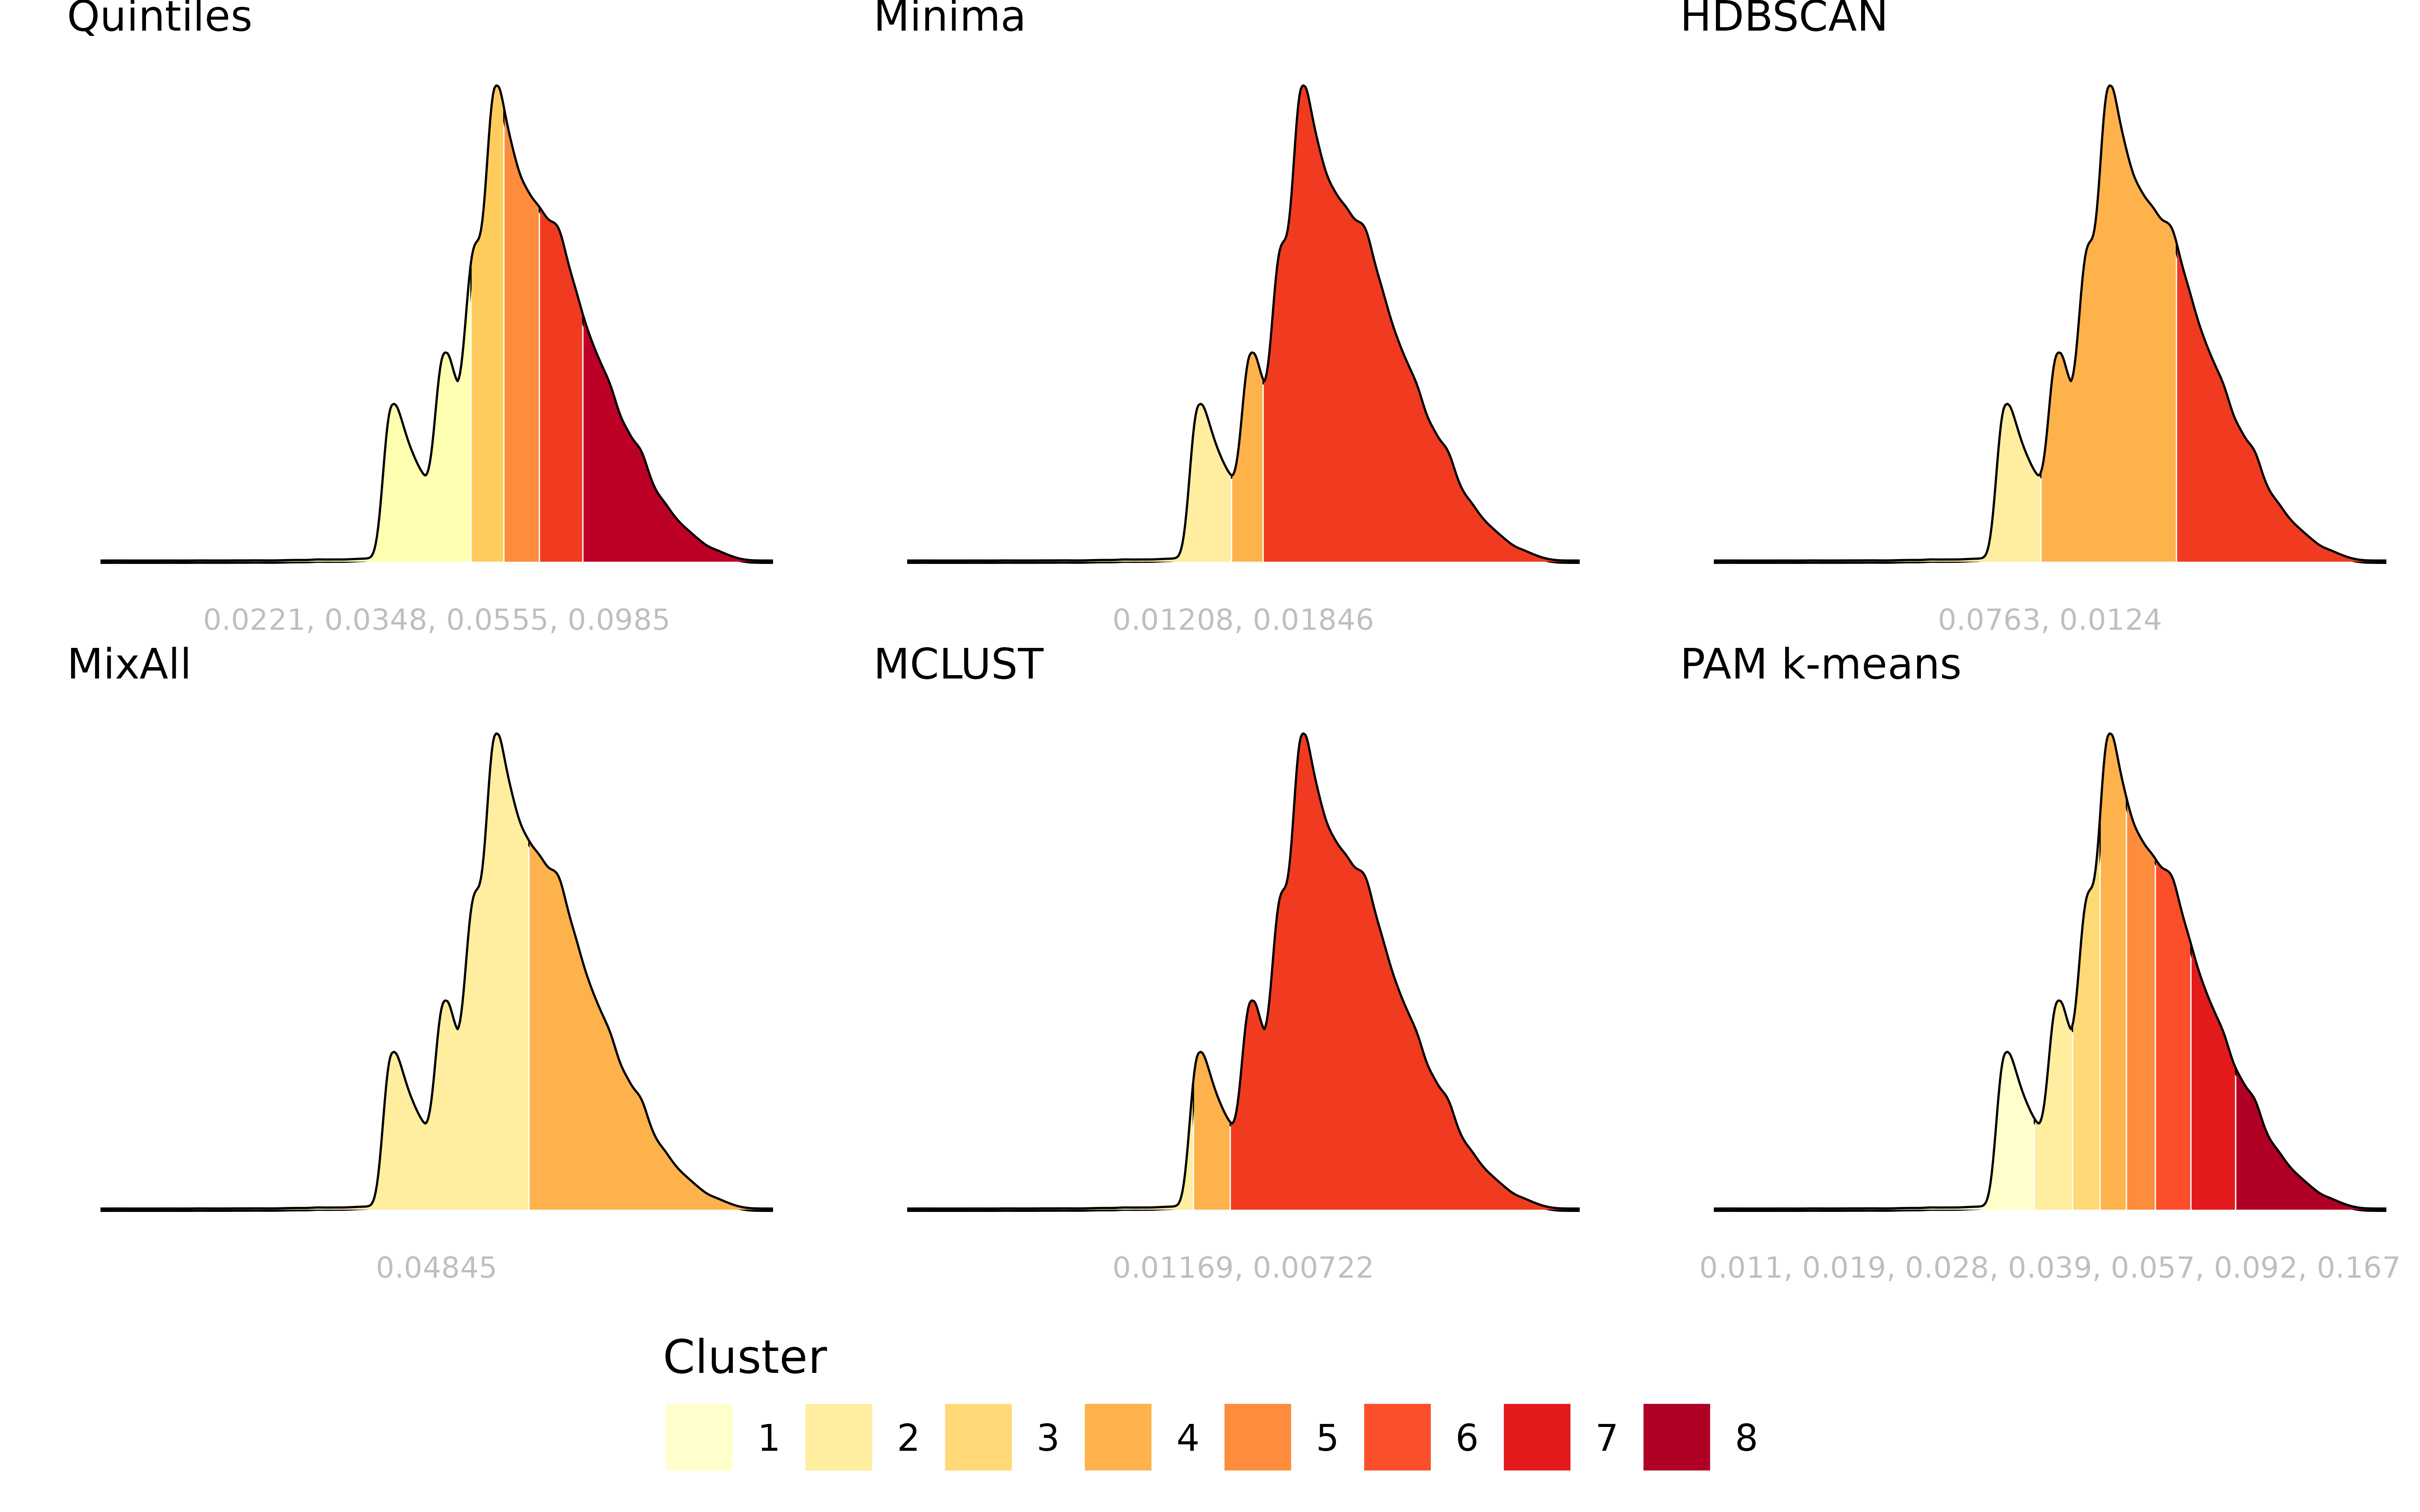 Quintiles
Minima
HDBSCAN
0.0221, 0.0348, 0.0555, 0.0985
0.01208, 0.01846
0.0763, 0.0124
MixAll
MCLUST
PAM k-means
0.04845
0.01169, 0.00722
0.011, 0.019, 0.028, 0.039, 0.057, 0.092, 0.167
Cluster
1 2 3 4 5 6 7 8